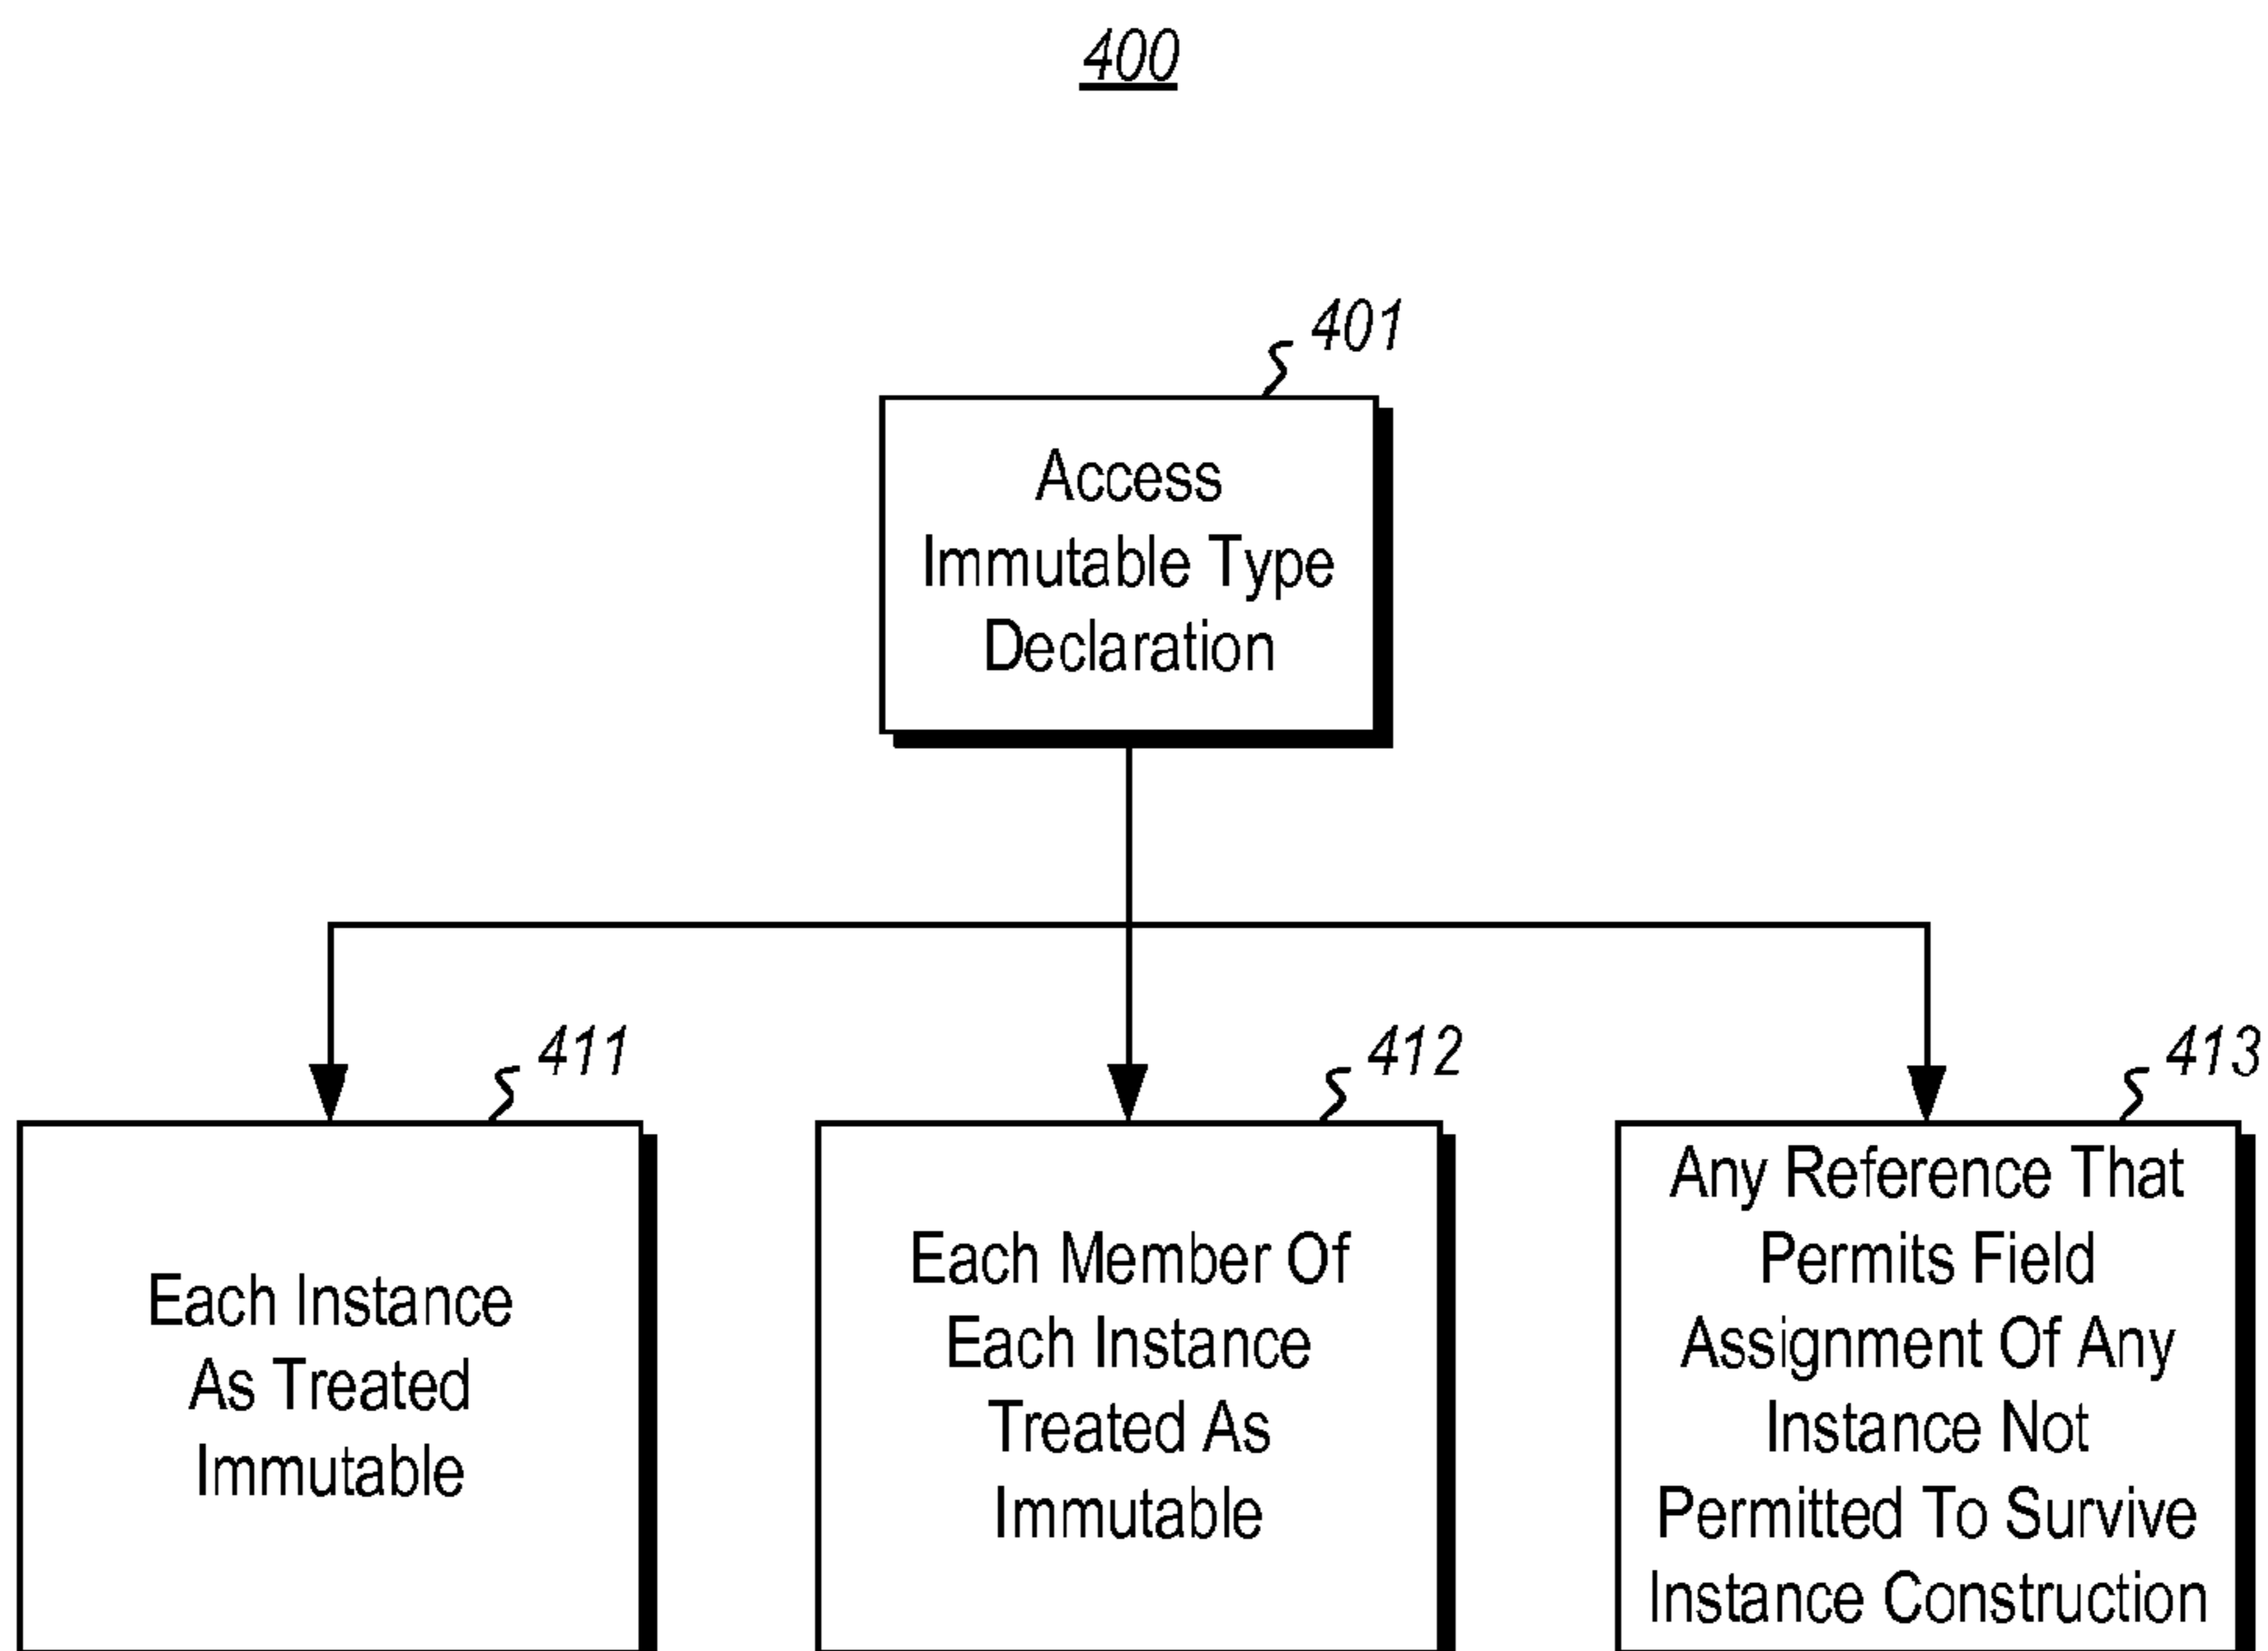 400
401
Access
Immutable Type
Declaration
411
Each Instance
As Treated
Immutable
412
Each Member Of
Each Instance
Treated As
Immutable
413
Any Reference That
Permits Field
Assignment Of Any
Instance Not
Permitted To Survive
Instance Construction